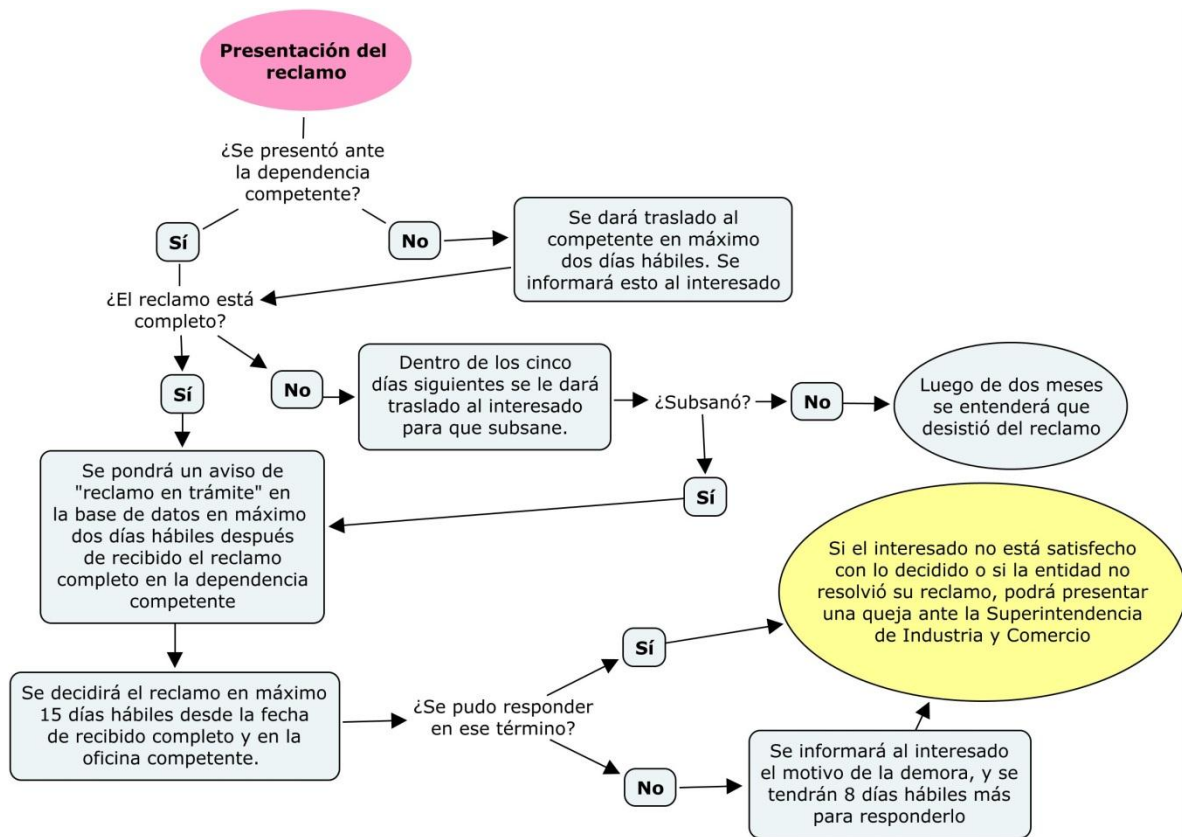 Presentación del
reclamo
¿Se presentó ante
la dependencia
competente?
Sí
No
Se dará traslado al
competente en máximo
dos días hábiles. Se
informará esto al interesado
¿El reclamo está
completo?
Sí
No
Dentro de los cinco
días siguientes se le dará
traslado al interesado
para que subsane.
¿Subsanó?
No
Luego de dos meses
se entenderá que
desistió del reclamo
Sí
Se pondrá un aviso de
"reclamo en trámite" en
la base de datos en máximo
dos días hábiles después
de recibido el reclamo
completo en la dependencia
competente
Se decidirá el reclamo en máximo
15 días hábiles desde la fecha
de recibido completo y en la
oficina competente.
¿Se pudo responder
en ese término?
Sí
Si el interesado no está satisfecho
con lo decidido o si la entidad no
resolvió su reclamo, podrá presentar
una queja ante la Superintendencia
de Industria y Comercio
No
Se informará al interesado
el motivo de la demora, y se
tendrán 8 días hábiles más
para responderlo